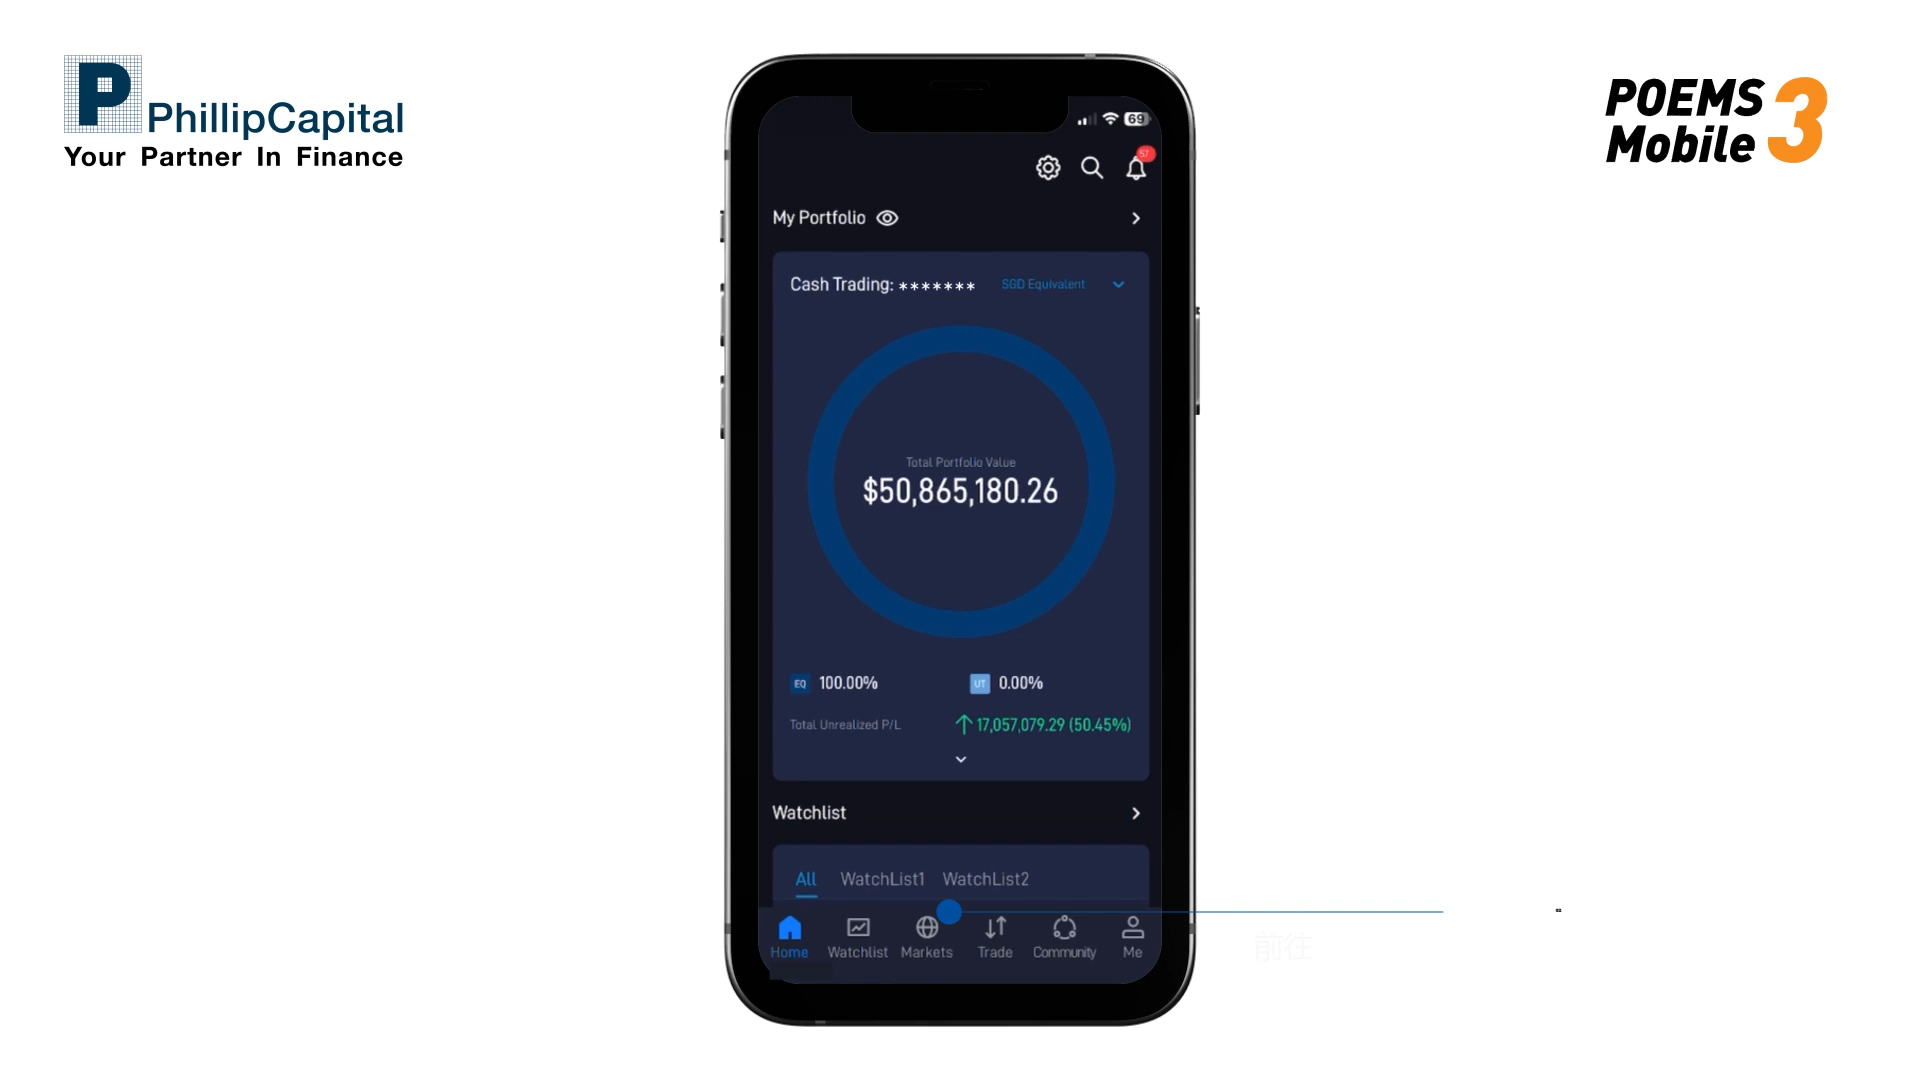 PhillipCapital
Your Partner In Finance
POEMS
Mobile 3
69
57
My Portfolio
Cash Trading: *******
SGD Equivalent
Total Portfolio Value
$50,865,180.26
EQ 100.00%
UT 0.00%
Total Unrealized P/L
17,057,079.29 (50.45%)
Watchlist
All WatchList1 WatchList2
Home Watchlist Markets Trade Community Me
前往